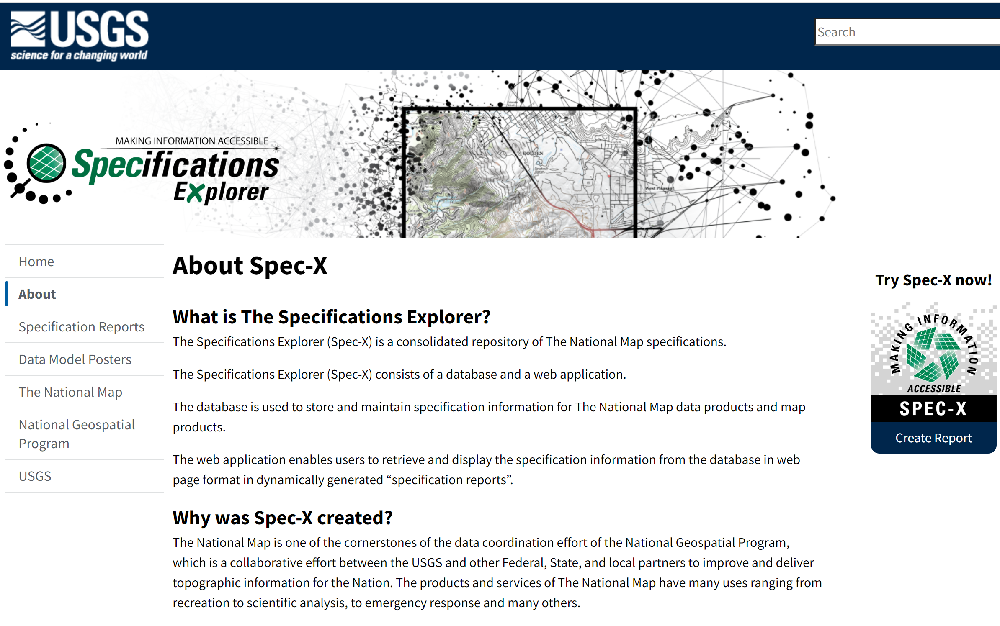 USGS
science for a changing world
Search
MAKING INFORMATION ACCESSIBLE
Specifications
Explorer
GOLDEN
West Pleasant
Home
About
Specification Reports
Data Model Posters
The National Map
National Geospatial
Program
USGS
About Spec-X
What is The Specifications Explorer?
The Specifications Explorer (Spec-X) is a consolidated repository of The National Map specifications.
The Specifications Explorer (Spec-X) consists of a database and a web application.
The database is used to store and maintain specification information for The National Map data products and map
products.
The web application enables users to retrieve and display the specification information from the database in web
page format in dynamically generated “specification reports”.
Why was Spec-X created?
The National Map is one of the cornerstones of the data coordination effort of the National Geospatial Program,
which is a collaborative effort between the USGS and other Federal, State, and local partners to improve and deliver
topographic information for the Nation. The products and services of The National Map have many uses ranging from
recreation to scientific analysis, to emergency response and many others.
Try Spec-X now!
MAKING INFORMATION
ACCESSIBLE
SPEC-X
Create Report